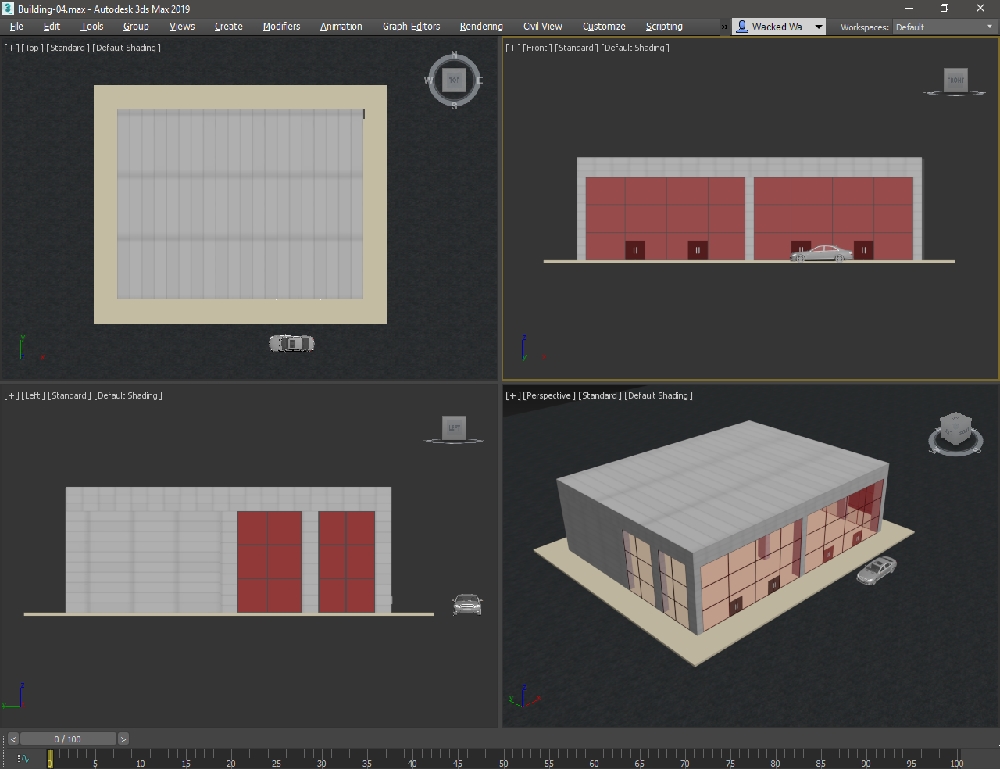 Building-04.max - Autodesk 3ds Max 2019
File Edit Tools Group Views Create Modifiers Animation Graph Editors Rendering Civil View Customize Scripting » Wacked Wa Workspaces: Default
[+] [Top] [Standard] [Default Shading]
N
W TOP E
S
[+] [Front] [Standard] [Default Shading]
FRONT
y
x
z
y
x
[+] [Left] [Standard] [Default Shading]
LEFT
[+] [Perspective] [Standard] [Default Shading]
z
z
< 0 / 100 >
0 5 10 15 20 25 30 35 40 45 50 55 60 65 70 75 80 85 90 95 100